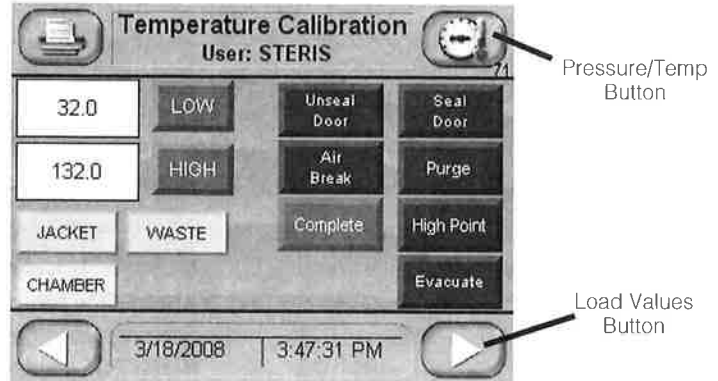 Temperature Calibration
User: STERIS
71
Pressure/Temp
Button
32.0
LOW
Unseal
Door
Seal
Door
132.0
HIGH
Air
Break
Purge
JACKET
WASTE
Complete
High Point
CHAMBER
Evacuate
Load Values
Button
3/18/2008
3:47:31 PM